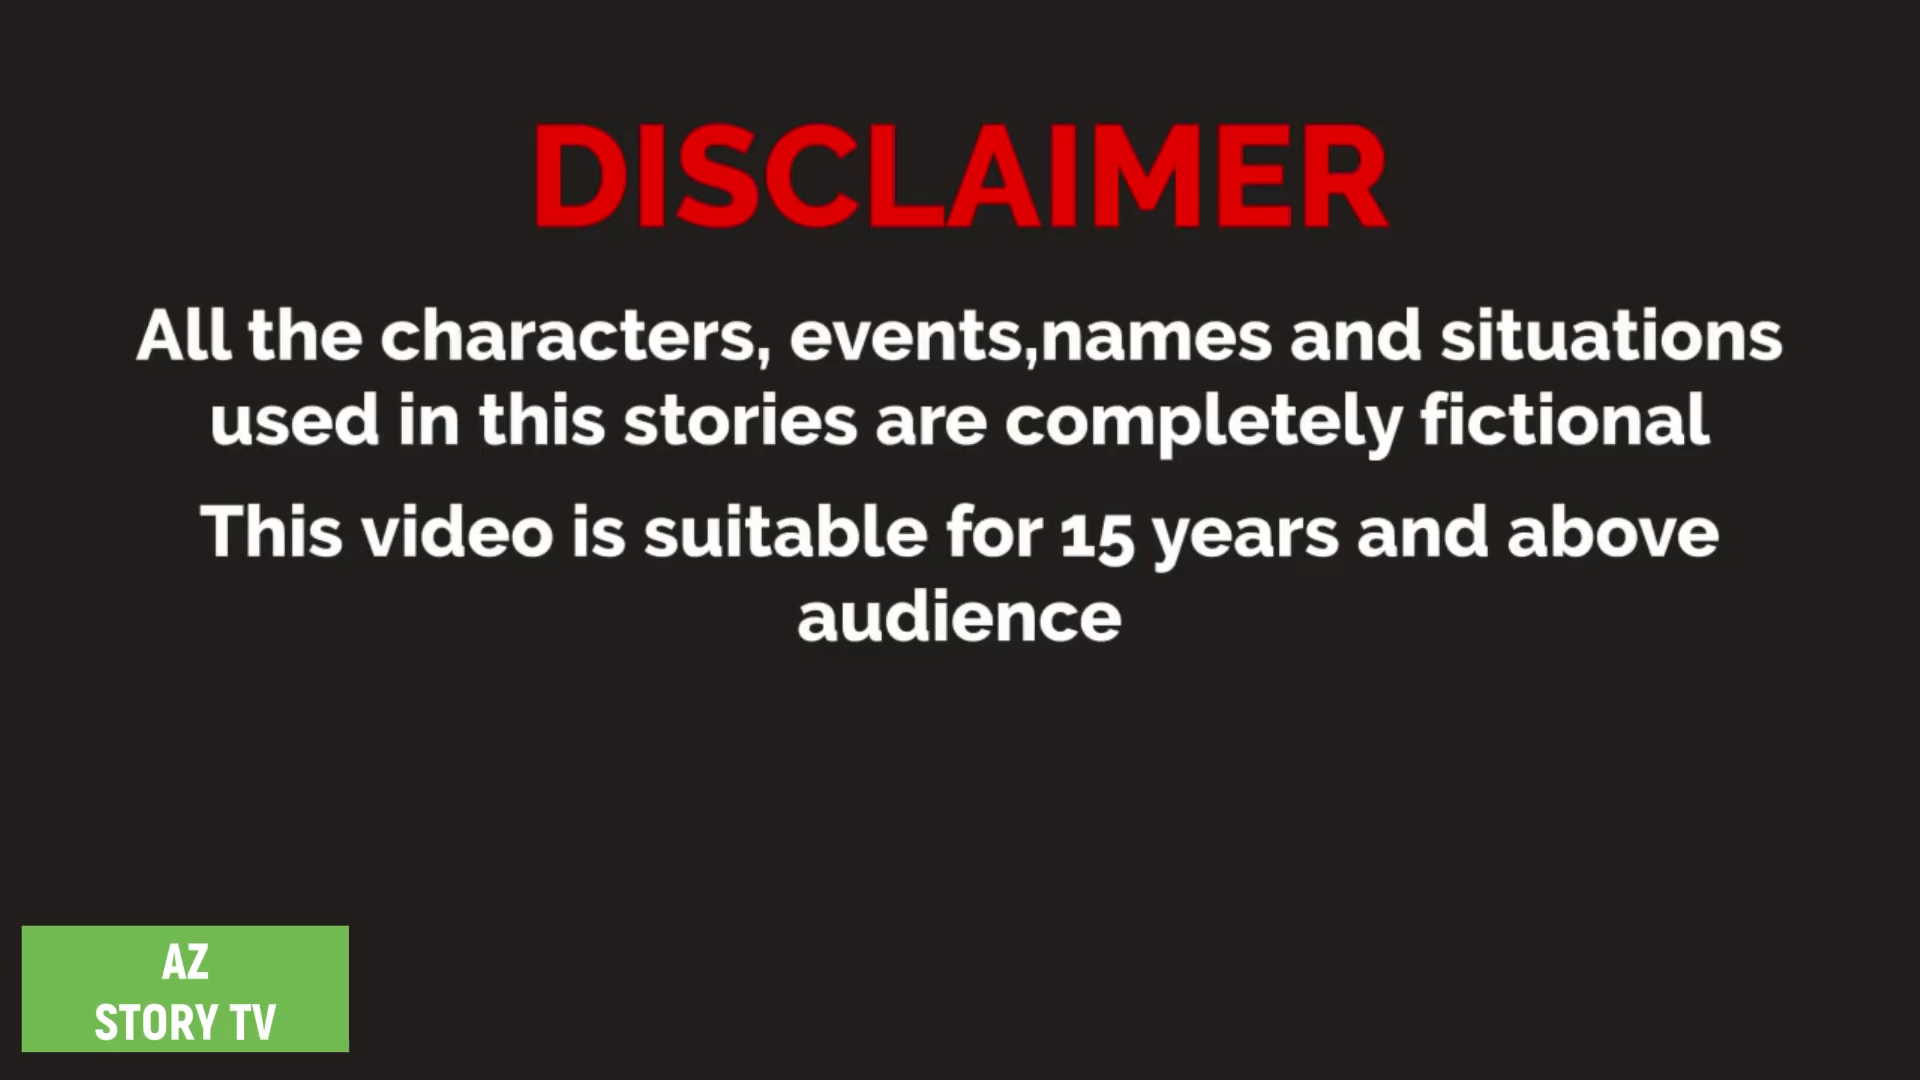 DISCLAIMER
All the characters, events,names and situations
used in this stories are completely fictional
This video is suitable for 15 years and above
audience
AZ
STORY TV